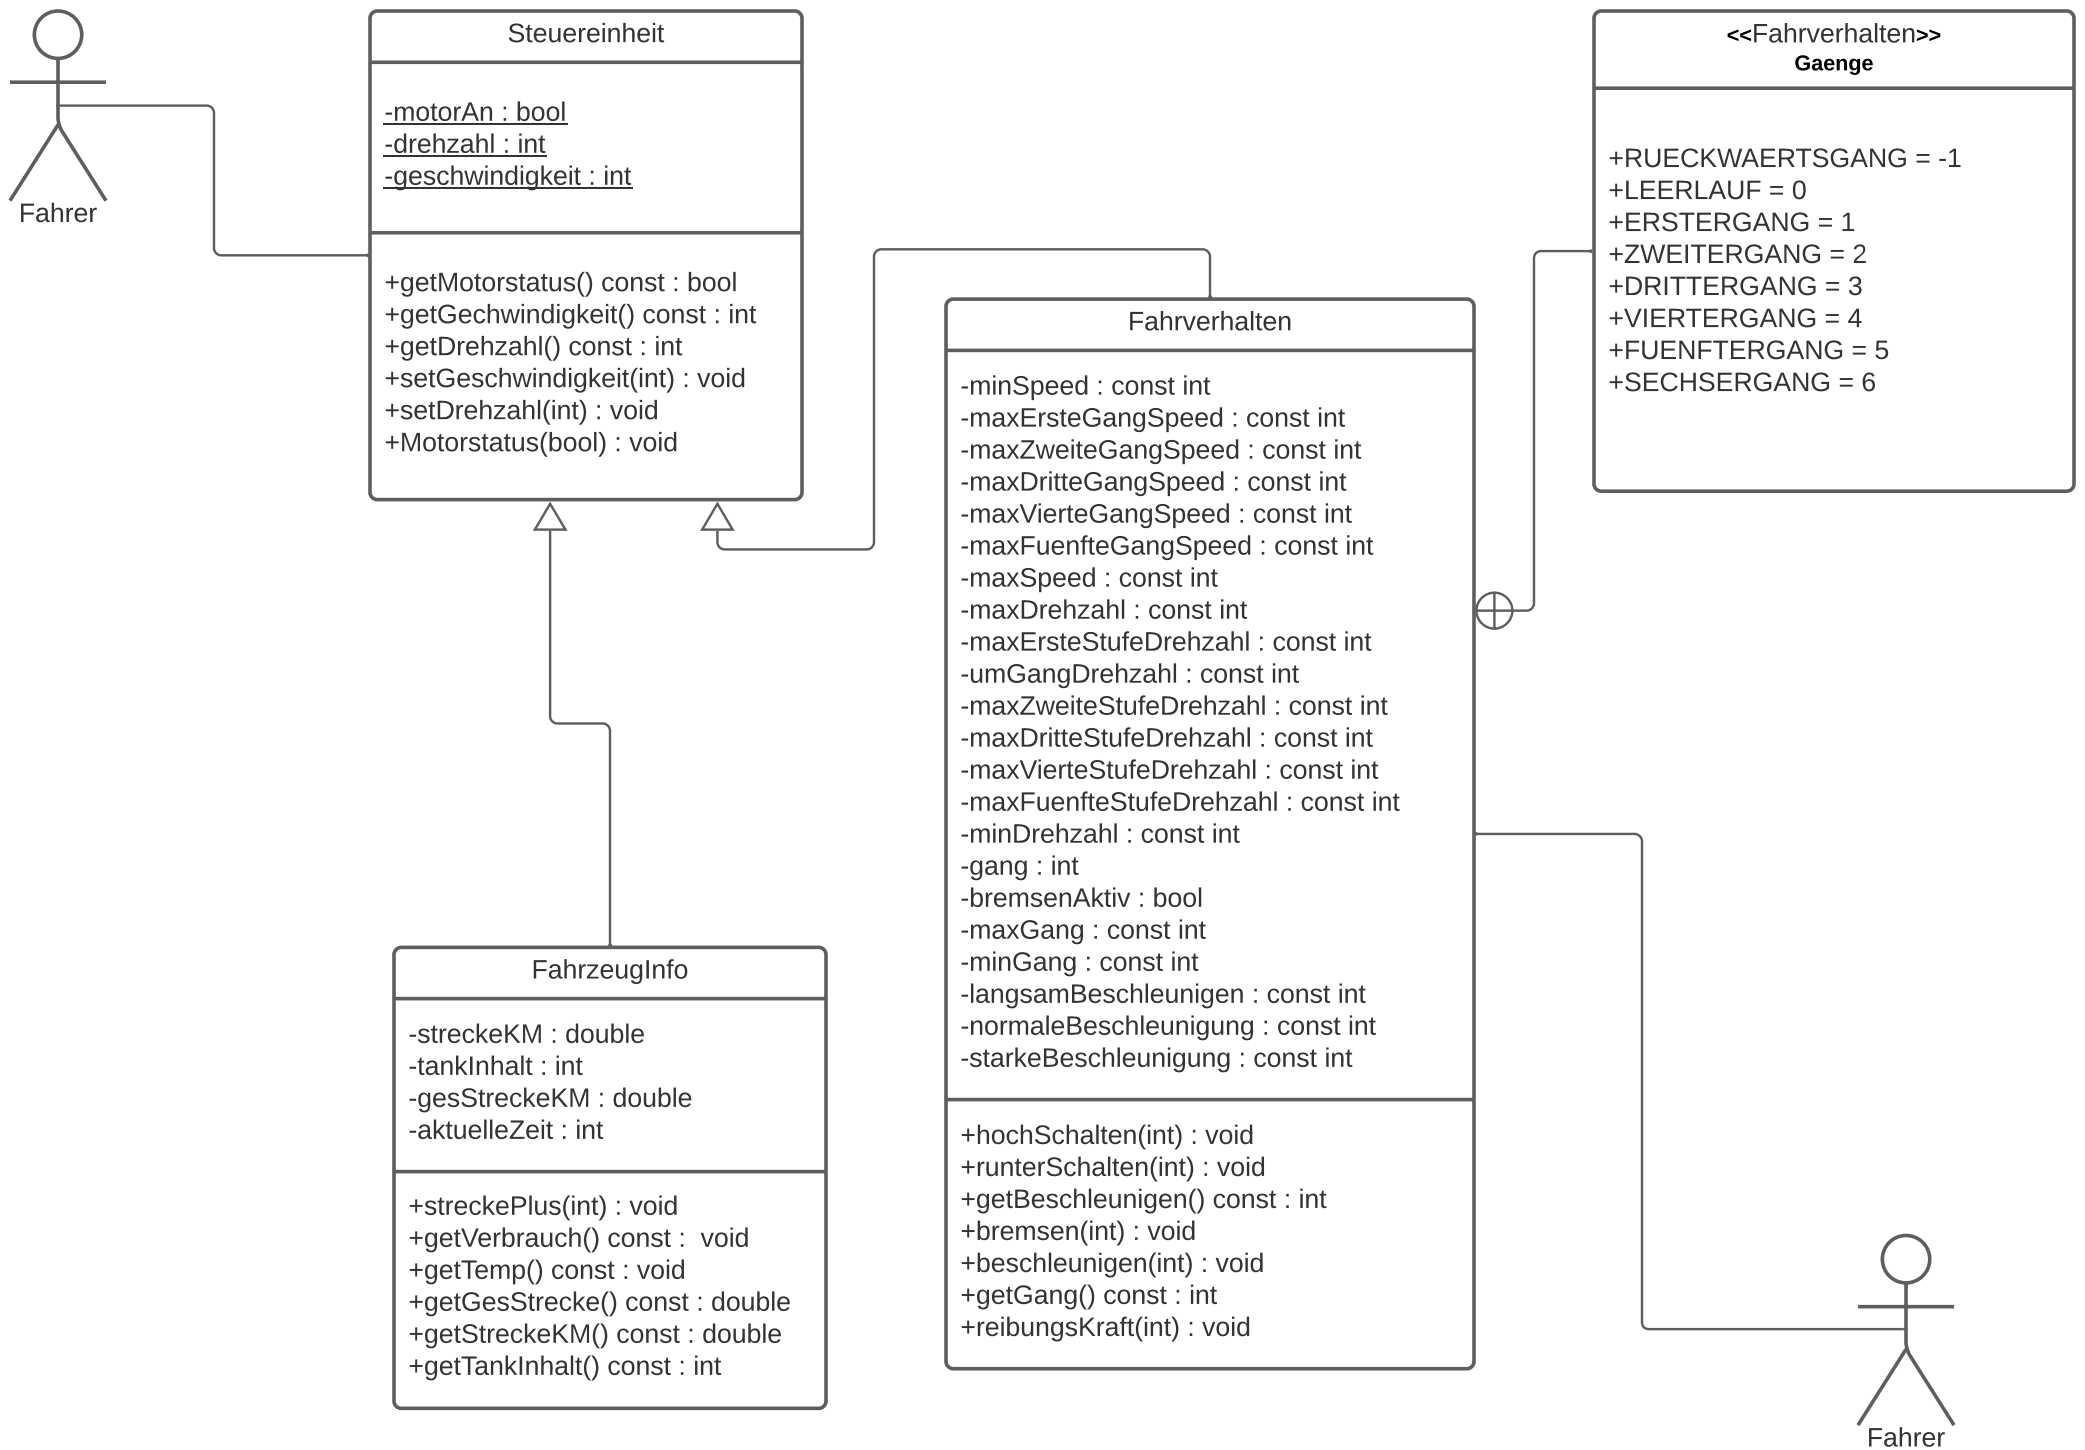 Fahrer
Steuereinheit
-motorAn : bool
-drehzahl : int
-geschwindigkeit : int
+getMotorstatus() const : bool
+getGechwindigkeit() const : int
+getDrehzahl() const : int
+setGeschwindigkeit(int) : void
+setDrehzahl(int) : void
+Motorstatus(bool) : void
FahrzeugInfo
-streckeKM : double
-tankInhalt : int
-gesStreckeKM : double
-aktuelleZeit : int
+streckePlus(int) : void
+getVerbrauch() const :  void
+getTemp() const : void
+getGesStrecke() const : double
+getStreckeKM() const : double
+getTankInhalt() const : int
Fahrverhalten
-minSpeed : const int
-maxErsteGangSpeed : const int
-maxZweiteGangSpeed : const int
-maxDritteGangSpeed : const int
-maxVierteGangSpeed : const int
-maxFuenfteGangSpeed : const int
-maxSpeed : const int
-maxDrehzahl : const int
-maxErsteStufeDrehzahl : const int
-umGangDrehzahl : const int
-maxZweiteStufeDrehzahl : const int
-maxDritteStufeDrehzahl : const int
-maxVierteStufeDrehzahl : const int
-maxFuenfteStufeDrehzahl : const int
-minDrehzahl : const int
-gang : int
-bremsenAktiv : bool
-maxGang : const int
-minGang : const int
-langsamBeschleunigen : const int
-normaleBeschleunigung : const int
-starkeBeschleunigung : const int
+hochSchalten(int) : void
+runterSchalten(int) : void
+getBeschleunigen() const : int
+bremsen(int) : void
+beschleunigen(int) : void
+getGang() const : int
+reibungsKraft(int) : void
<<Fahrverhalten>>
Gaenge
+RUECKWAERTSGANG = -1
+LEERLAUF = 0
+ERSTERGANG = 1
+ZWEITERGANG = 2
+DRITTERGANG = 3
+VIERTERGANG = 4
+FUENFTERGANG = 5
+SECHSERGANG = 6
Fahrer